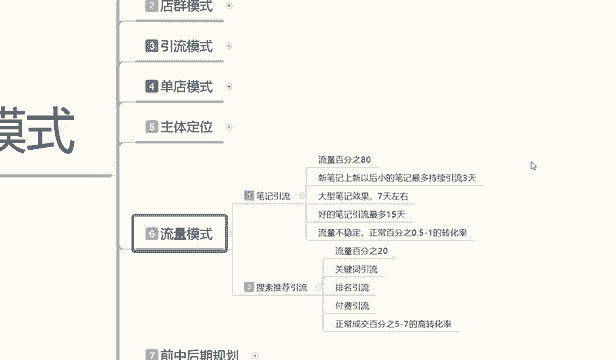 2 店群模式
3 引流模式
4 单店模式
5 主体定位
模式
6 流量模式
1 笔记引流
流量百分之80
新笔记上新以后小的笔记最多持续引流3天
大型笔记效果，7天左右
好的笔记引流最多15天
流量不稳定，正常百分之0.5-1的转化率
2 搜素推荐引流
流量百分之20
关键词引流
排名引流
付费引流
正常成交百分之5-7的高转化率
7 前中后期规划